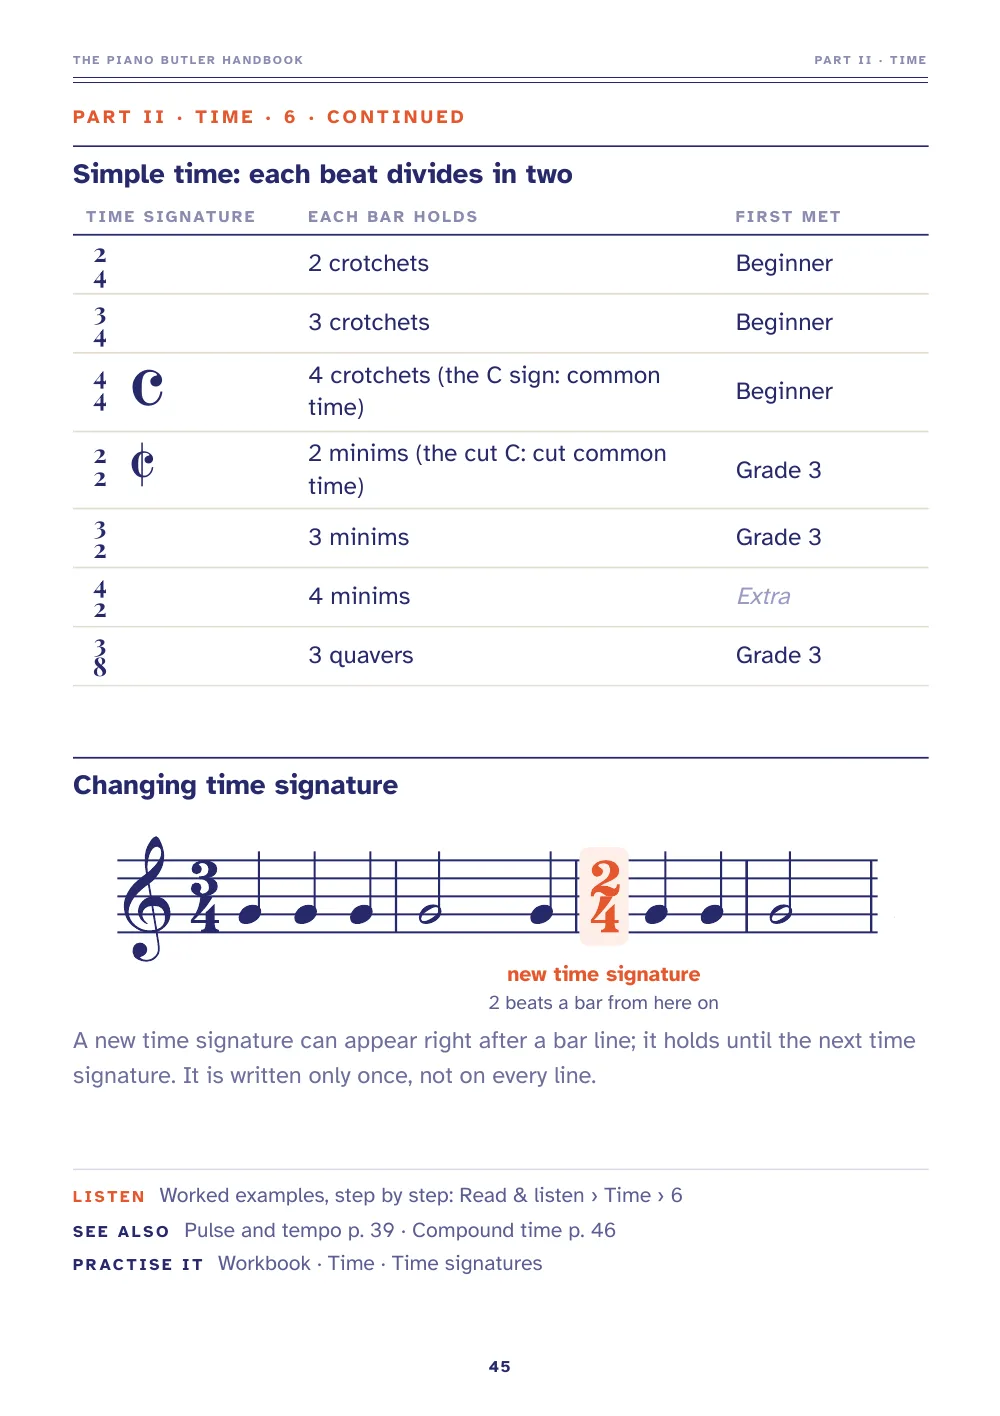 THE PIANO BUTLER HANDBOOK
PART II · TIME
PART II · TIME · 6 · CONTINUED
Simple time: each beat divides in two
TIME SIGNATURE EACH BAR HOLDS FIRST MET
2
4
2 crotchets Beginner
3
4
3 crotchets Beginner
4
4
C
4 crotchets (the C sign: common
time)
Beginner
2
2
¢
2 minims (the cut C: cut common
time)
Grade 3
3
2
3 minims Grade 3
4
2
4 minims Extra
3
8
3 quavers Grade 3
Changing time signature
3
4
2
4
new time signature
2 beats a bar from here on
A new time signature can appear right after a bar line; it holds until the next time
signature. It is written only once, not on every line.
LISTEN Worked examples, step by step: Read & listen › Time › 6
SEE ALSO Pulse and tempo p. 39 · Compound time p. 46
PRACTISE IT Workbook · Time · Time signatures
45